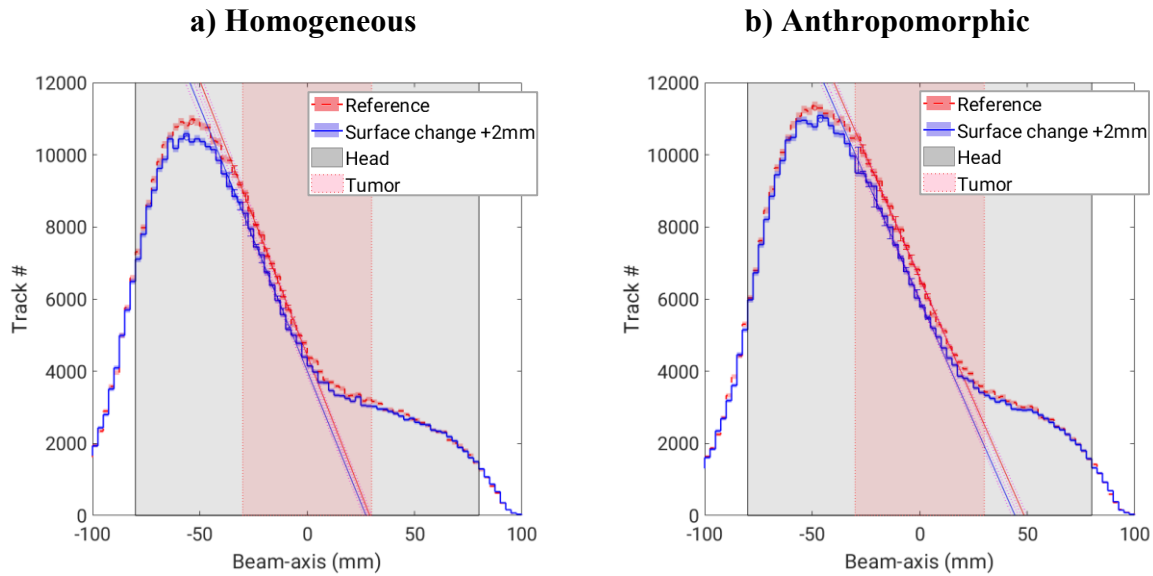 a) Homogeneous
b) Anthropomorphic
12000
10000
8000
6000
4000
2000
0
Track #
-100
-50
0
50
100
Beam-axis (mm)
Reference
Surface change +2mm
Head
Tumor
12000
10000
8000
6000
4000
2000
0
Track #
-100
-50
0
50
100
Beam-axis (mm)
Reference
Surface change +2mm
Head
Tumor